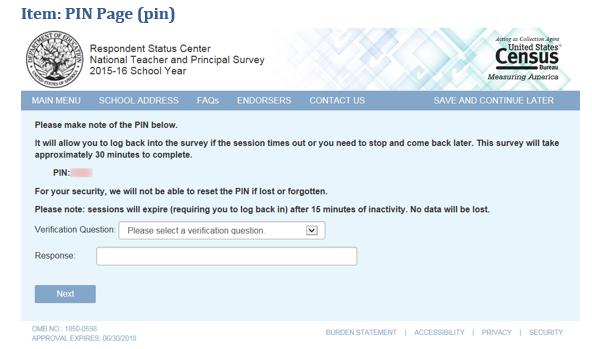 Item: PIN Page (pin)
DEPARTMENT OF EDUCATION
UNITED STATES OF AMERICA
Respondent Status Center
National Teacher and Principal Survey
2015-16 School Year
Acting as Collection Agent
United States®
Census
Bureau
Measuring America
MAIN MENU SCHOOL ADDRESS FAQs ENDORSERS CONTACT US SAVE AND CONTINUE LATER
Please make note of the PIN below.
It will allow you to log back into the survey if the session times out or you need to stop and come back later. This survey will take
approximately 30 minutes to complete.
PIN:
For your security, we will not be able to reset the PIN if lost or forgotten.
Please note: sessions will expire (requiring you to log back in) after 15 minutes of inactivity. No data will be lost.
Verification Question: Please select a verification question.
Response:
Next
OMB NO.: 1850-0598
APPROVAL EXPIRES: 06/30/2018
BURDEN STATEMENT | ACCESSIBILITY | PRIVACY | SECURITY